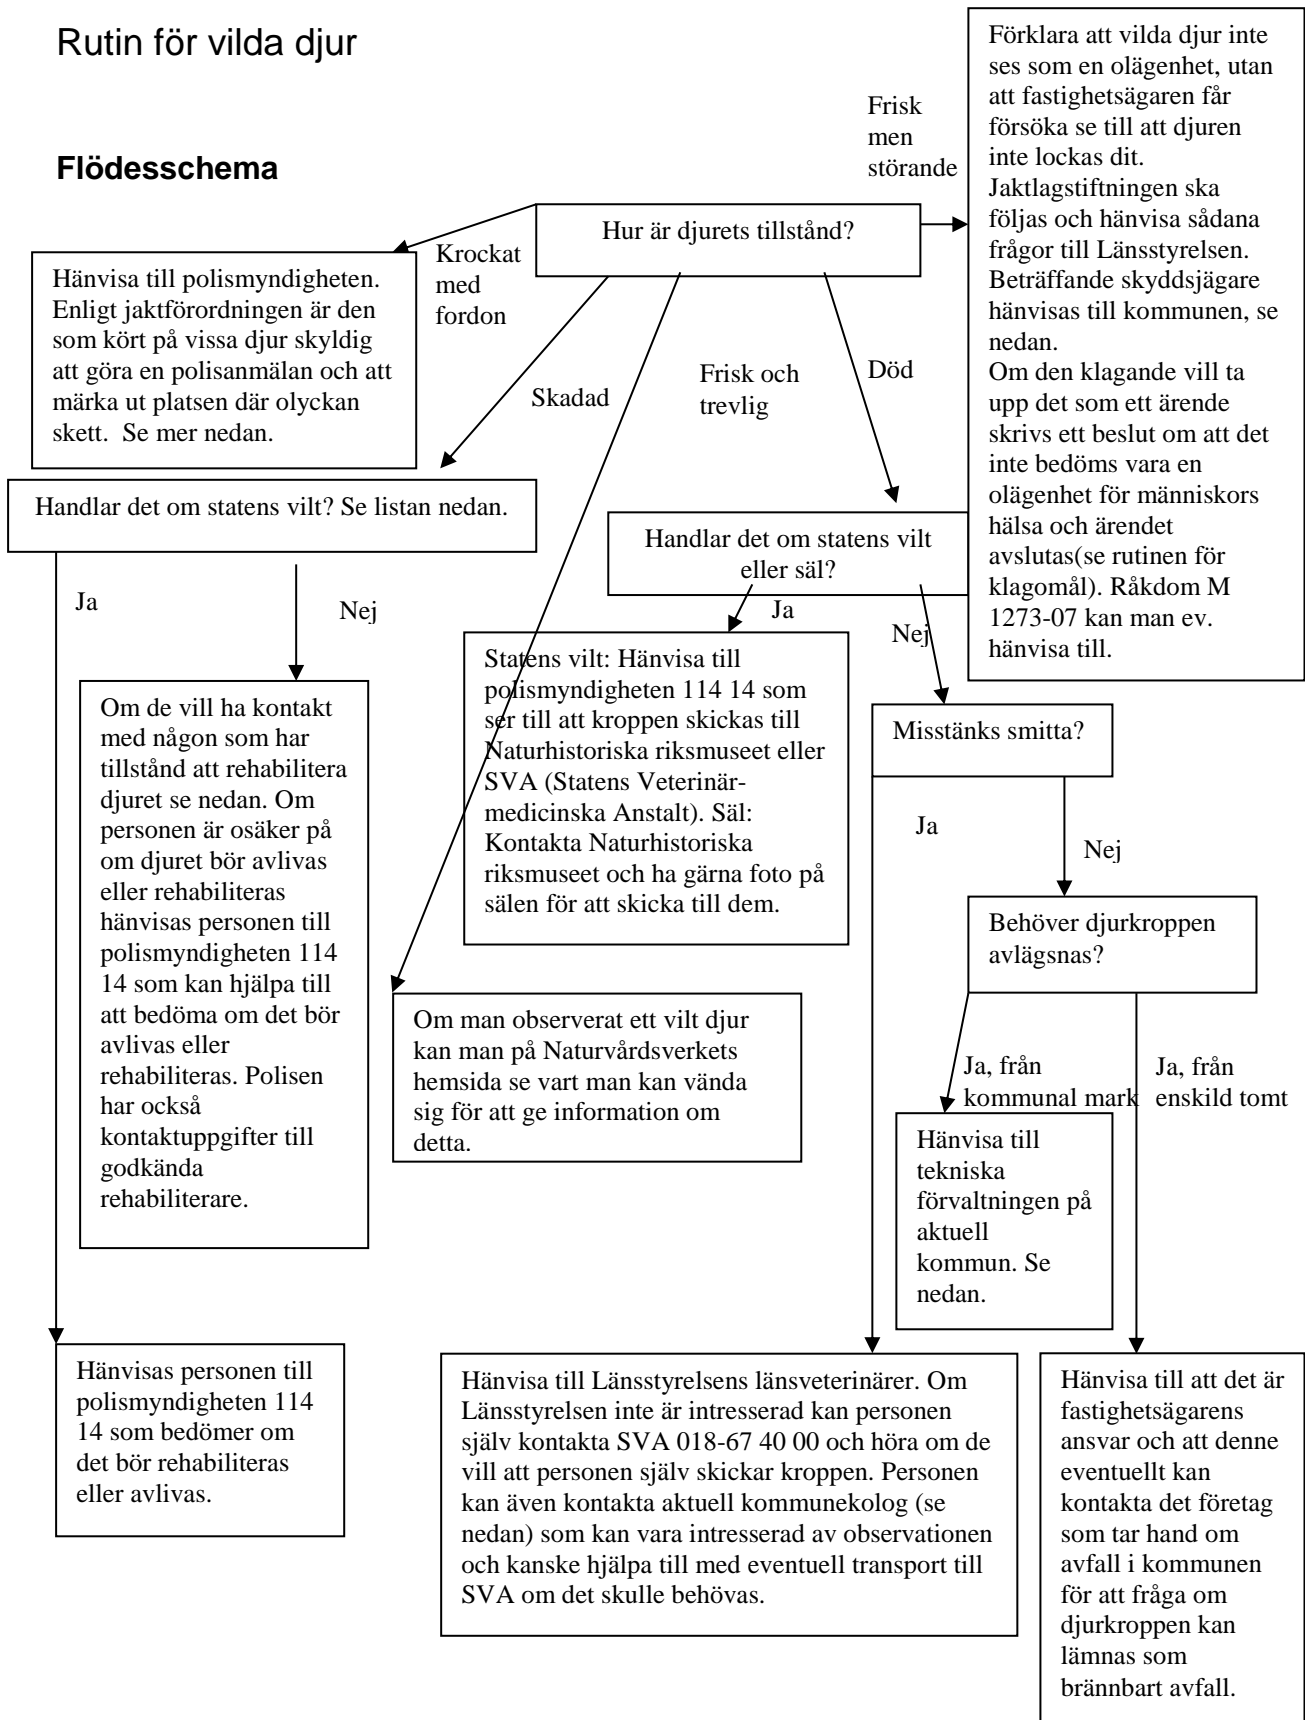 Rutin för vilda djur
Flödesschema
Hur är djurets tillstånd?
Krockat
med
fordon
Hänvisa till polismyndigheten.
Enligt jaktförordningen är den
som kört på vissa djur skyldig
att göra en polisanmälan och att
märka ut platsen där olyckan
skett.  Se mer nedan.
Skadad
Frisk och
trevlig
Död
Frisk
men
störande
Förklara att vilda djur inte
ses som en olägenhet, utan
att fastighetsägaren får
försöka se till att djuren
inte lockas dit.
Jaktlagstiftningen ska
följas och hänvisa sådana
frågor till Länsstyrelsen.
Beträffande skyddsjägare
hänvisas till kommunen, se
nedan.
Om den klagande vill ta
upp det som ett ärende
skrivs ett beslut om att det
inte bedöms vara en
olägenhet för människors
hälsa och ärendet
avslutas(se rutinen för
klagomål). Råkdom M
1273-07 kan man ev.
hänvisa till.
Handlar det om statens vilt? Se listan nedan.
Ja
Nej
Om de vill ha kontakt
med någon som har
tillstånd att rehabilitera
djuret se nedan. Om
personen är osäker på
om djuret bör avlivas
eller rehabiliteras
hänvisas personen till
polismyndigheten 114
14 som kan hjälpa till
att bedöma om det bör
avlivas eller
rehabiliteras. Polisen
har också
kontaktuppgifter till
godkända
rehabiliterare.
Hänvisas personen till
polismyndigheten 114
14 som bedömer om
det bör rehabiliteras
eller avlivas.
Handlar det om statens vilt
eller säl?
Ja
Nej
Statens vilt: Hänvisa till
polismyndigheten 114 14 som
ser till att kroppen skickas till
Naturhistoriska riksmuseet eller
SVA (Statens Veterinär-
medicinska Anstalt). Säl:
Kontakta Naturhistoriska
riksmuseet och ha gärna foto på
sälen för att skicka till dem.
Om man observerat ett vilt djur
kan man på Naturvårdsverkets
hemsida se vart man kan vända
sig för att ge information om
detta.
Misstänks smitta?
Ja
Nej
Behöver djurkroppen
avlägsnas?
Ja, från
kommunal mark
Ja, från
enskild tomt
Hänvisa till
tekniska
förvaltningen på
aktuell
kommun. Se
nedan.
Hänvisa till Länsstyrelsens länsveterinärer. Om
Länsstyrelsen inte är intresserad kan personen
själv kontakta SVA 018-67 40 00 och höra om de
vill att personen själv skickar kroppen. Personen
kan även kontakta aktuell kommunekolog (se
nedan) som kan vara intresserad av observationen
och kanske hjälpa till med eventuell transport till
SVA om det skulle behövas.
Hänvisa till att det är
fastighetsägarens
ansvar och att denne
eventuellt kan
kontakta det företag
som tar hand om
avfall i kommunen
för att fråga om
djurkroppen kan
lämnas som
brännbart avfall.